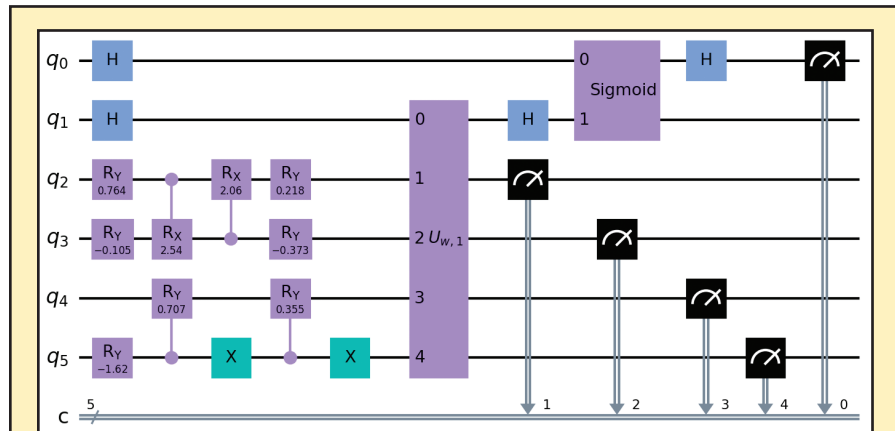 q0 H 0 H
Sigmoid
q1 H 0 H 1
q2 RY 0.764 RX 2.06 RY 0.218 1
q3 RY −0.105 RX 2.54 RY −0.373 2 Uw,1
q4 RY 0.707 RY 0.355 3
q5 RY −1.62 X X 4
c 5 1 2 3 4 0